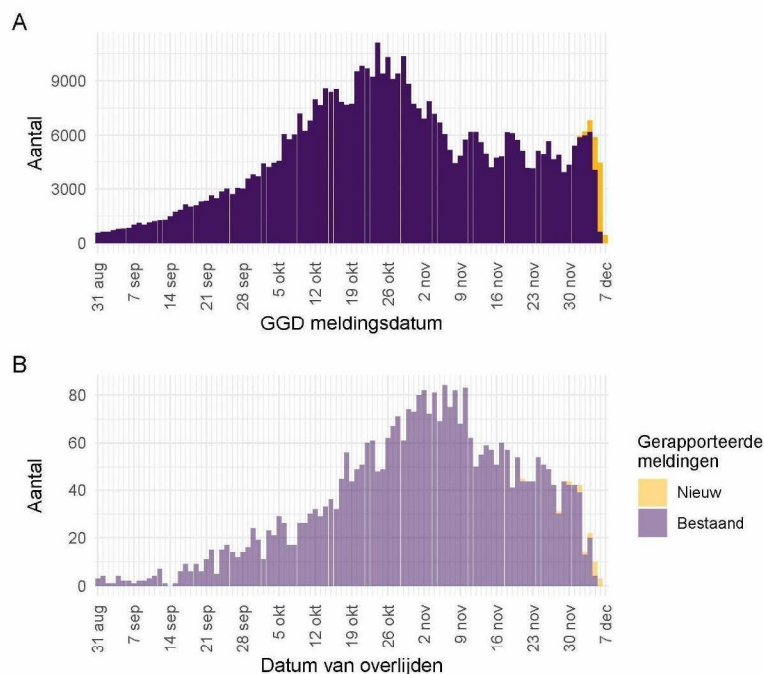 A
Aantal
9000
6000
3000
0
31 aug
7 sep
14 sep
21 sep
28 sep
5 okt
12 okt
19 okt
26 okt
2 nov
9 nov
16 nov
23 nov
30 nov
7 dec
GGD meldingsdatum
B
Aantal
80
60
40
20
0
31 aug
7 sep
14 sep
21 sep
28 sep
5 okt
12 okt
19 okt
26 okt
2 nov
9 nov
16 nov
23 nov
30 nov
7 dec
Datum van overlijden
Gerapporteerde
meldingen
Nieuw
Bestaand